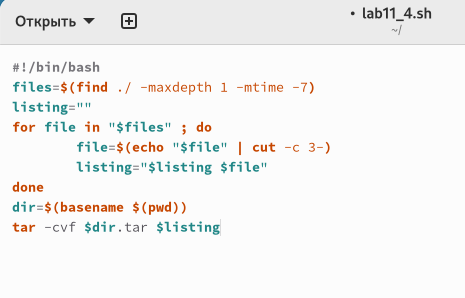 Открыть
• lab11_4.sh
~/
#!/bin/bash
files=$(find ./ -maxdepth 1 -mtime -7)
listing=""
for file in "$files" ; do
        file=$(echo "$file" | cut -c 3-)
        listing="$listing $file"
done
dir=$(basename $(pwd))
tar -cvf $dir.tar $listing